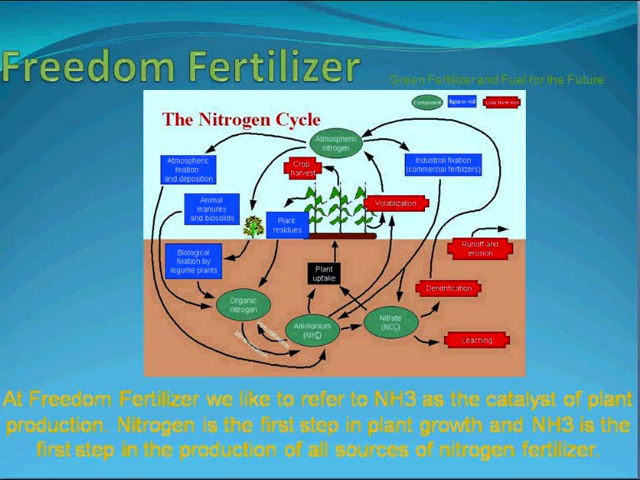 Freedom Fertilizer
Green Fertilizer and Fuel for the Future
Component
Input to soil
Loss from soil
The Nitrogen Cycle
Atmospheric
nitrogen
Atmospheric
fixation
and deposition
Crop
harvest
Industrial fixation
(commercial fertilizers)
Animal
manures
and biosolids
Volatilization
Plant
residues
Runoff and
erosion
Biological
fixation by
legume plants
Plant
uptake
Denitrification
Organic
nitrogen
Ammonium
(NH₄⁺)
Nitrate
(NO₃⁻)
Leaching
At Freedom Fertilizer we like to refer to NH3 as the catalyst of plant
production. Nitrogen is the first step in plant growth and NH3 is the
first step in the production of all sources of nitrogen fertilizer.